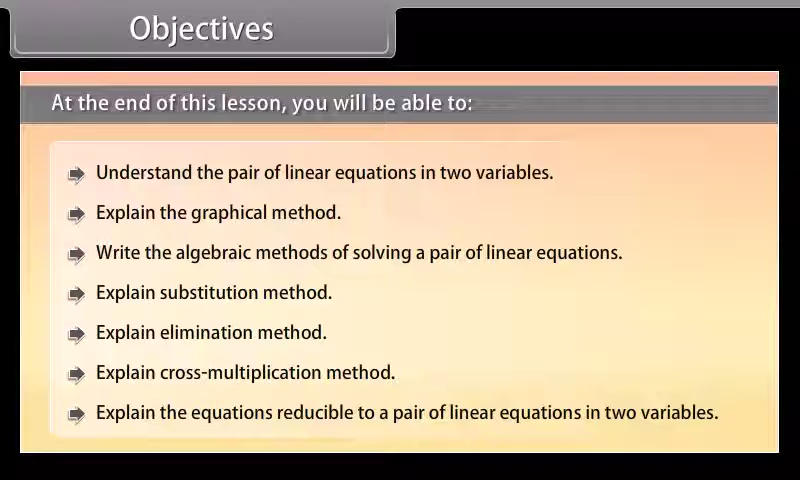 Objectives
At the end of this lesson, you will be able to:
Understand the pair of linear equations in two variables.
Explain the graphical method.
Write the algebraic methods of solving a pair of linear equations.
Explain substitution method.
Explain elimination method.
Explain cross-multiplication method.
Explain the equations reducible to a pair of linear equations in two variables.